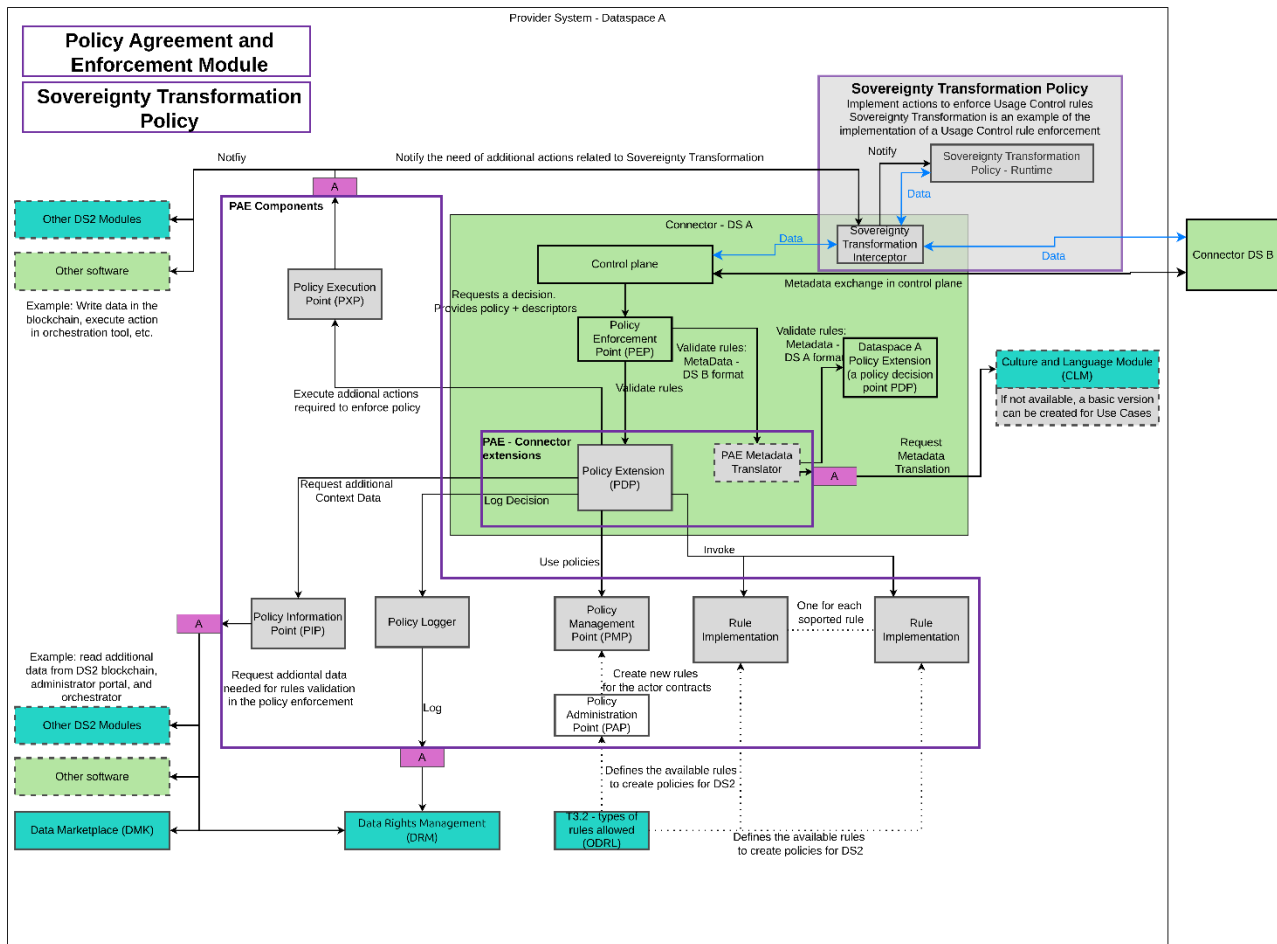 Provider System - Dataspace A
Policy Agreement and
Enforcement Module
Sovereignty Transformation
Policy
Sovereignty Transformation Policy
Implement actions to enforce Usage Control rules
Sovereignty Transformation is an example of the
implementation of a Usage Control rule enforcement
Notify
Sovereignty Transformation
Policy - Runtime
Data
Notfiy
Notify the need of additional actions related to Sovereignty Transformation
A
PAE Components
Other DS2 Modules
Other software
Example: Write data in the
blockchain, execute action
in orchestration tool, etc.
Policy Execution
Point (PXP)
Connector - DS A
Control plane
Data
Sovereignty
Transformation
Interceptor
Data
Connector DS B
Metadata exchange in control plane
Requests a decision.
Provides policy + descriptors
Policy
Enforcement
Point (PEP)
Validate rules:
MetaData -
DS B format
Validate rules:
Metadata -
DS A format
Dataspace A
Policy Extension
(a policy decision
point PDP)
Culture and Language Module
(CLM)
If not available, a basic version
can be created for Use Cases
Validate rules
Execute addional actions
required to enforce policy
PAE - Connector
extensions
Policy Extension
(PDP)
PAE Metadata
Translator
A
Request
Metadata
Translation
Request additional
Context Data
Log Decision
Use policies
Invoke
A
Policy Information
Point (PIP)
Policy Logger
Policy
Management
Point (PMP)
Rule
Implementation
One for each
soported rule
Rule
Implementation
Example: read additional
data from DS2 blockchain,
administrator portal, and
orchestrator
Request addiontal data
needed for rules validation
in the policy enforcement
Create new rules
for the actor contracts
Policy
Administration
Point (PAP)
Log
Other DS2 Modules
A
Other software
Defines the available rules
to create policies for DS2
Data Marketplace (DMK)
Data Rights Management
(DRM)
T3.2 - types of
rules allowed
(ODRL)
Defines the available rules
to create policies for DS2